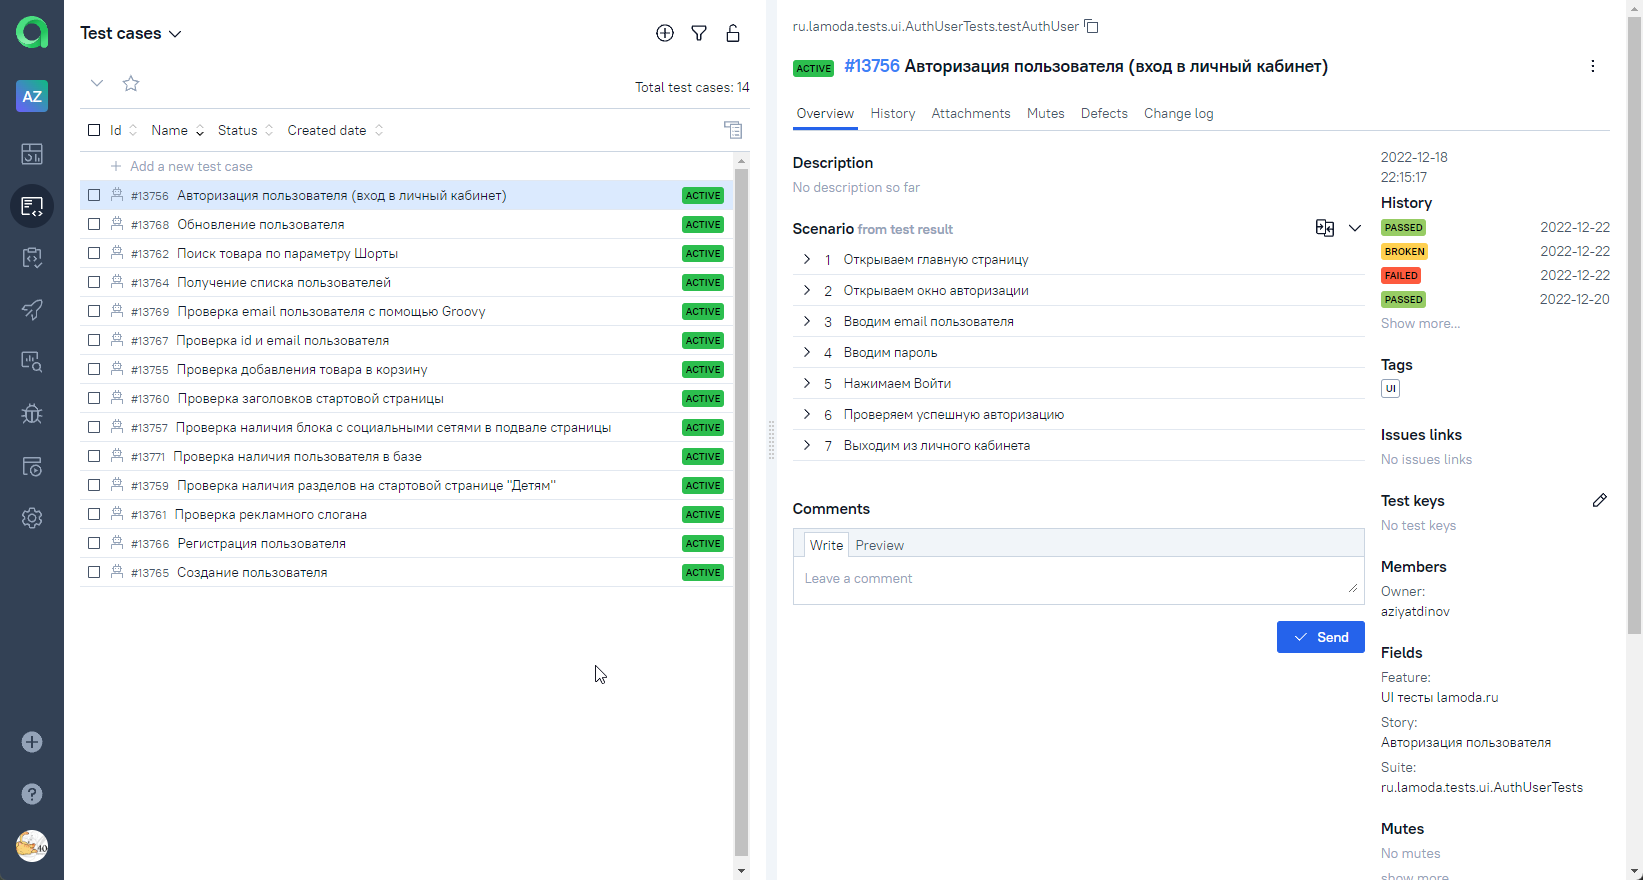 AZ
Test cases
Total test cases: 14
Id Name Status Created date
Add a new test case
#13756 Авторизация пользователя (вход в личный кабинет) ACTIVE
#13768 Обновление пользователя ACTIVE
#13762 Поиск товара по параметру Шорты ACTIVE
#13764 Получение списка пользователей ACTIVE
#13769 Проверка email пользователя с помощью Groovy ACTIVE
#13767 Проверка id и email пользователя ACTIVE
#13755 Проверка добавления товара в корзину ACTIVE
#13760 Проверка заголовков стартовой страницы ACTIVE
#13757 Проверка наличия блока с социальными сетями в подвале страницы ACTIVE
#13771 Проверка наличия пользователя в базе ACTIVE
#13759 Проверка наличия разделов на стартовой странице "Детям" ACTIVE
#13761 Проверка рекламного слогана ACTIVE
#13766 Регистрация пользователя ACTIVE
#13765 Создание пользователя ACTIVE
ru.lamoda.tests.ui.AuthUserTests.testAuthUser
ACTIVE #13756 Авторизация пользователя (вход в личный кабинет)
Overview History Attachments Mutes Defects Change log
Description
No description so far
Scenario from test result
1 Открываем главную страницу
2 Открываем окно авторизации
3 Вводим email пользователя
4 Вводим пароль
5 Нажимаем Войти
6 Проверяем успешную авторизацию
7 Выходим из личного кабинета
Comments
Write Preview
Leave a comment
Send
2022-12-18
22:15:17
History
PASSED 2022-12-22
BROKEN 2022-12-22
FAILED 2022-12-22
PASSED 2022-12-20
Show more...
Tags
UI
Issues links
No issues links
Test keys
No test keys
Members
Owner:
aziyatdinov
Fields
Feature:
UI тесты lamoda.ru
Story:
Авторизация пользователя
Suite:
ru.lamoda.tests.ui.AuthUserTests
Mutes
No mutes
show more